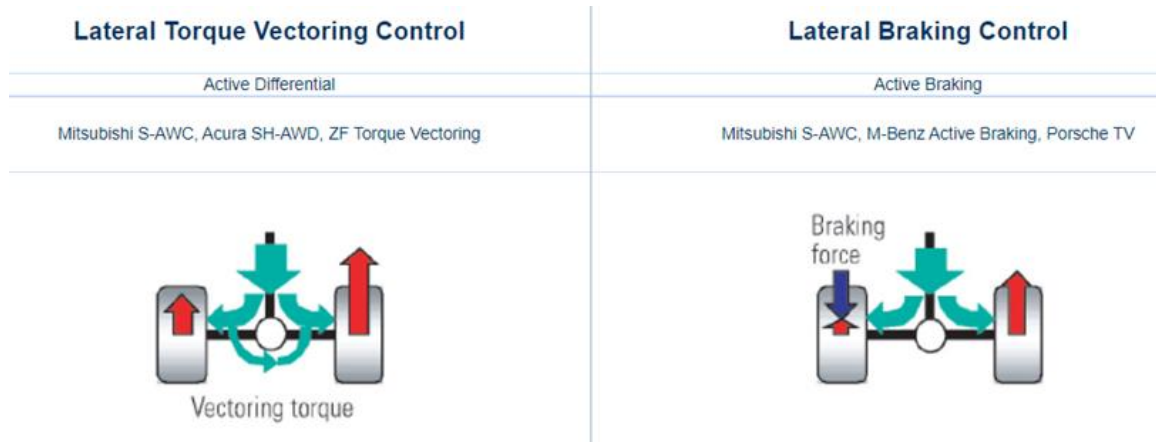 Lateral Torque Vectoring Control
Active Differential
Mitsubishi S-AWC, Acura SH-AWD, ZF Torque Vectoring
Vectoring torque
Lateral Braking Control
Active Braking
Mitsubishi S-AWC, M-Benz Active Braking, Porsche TV
Braking
force